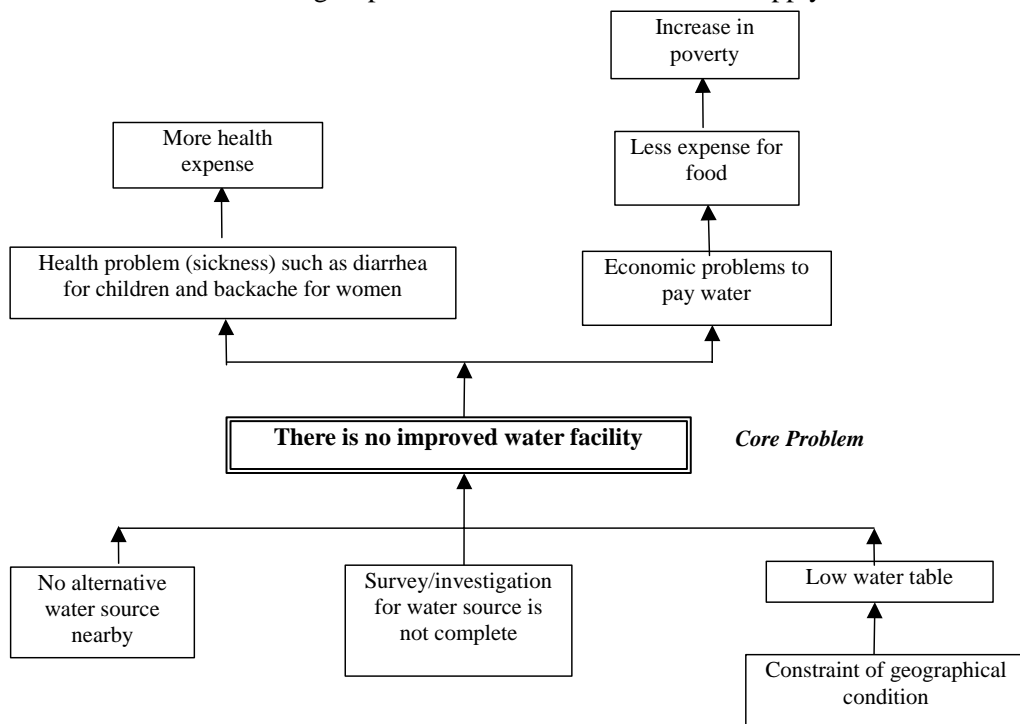 Increase in
poverty
More health
expense
Less expense for
food
Health problem (sickness) such as diarrhea
for children and backache for women
Economic problems to
pay water
There is no improved water facility
Core Problem
No alternative
water source
nearby
Survey/investigation
for water source is
not complete
Low water table
Constraint of geographical
condition